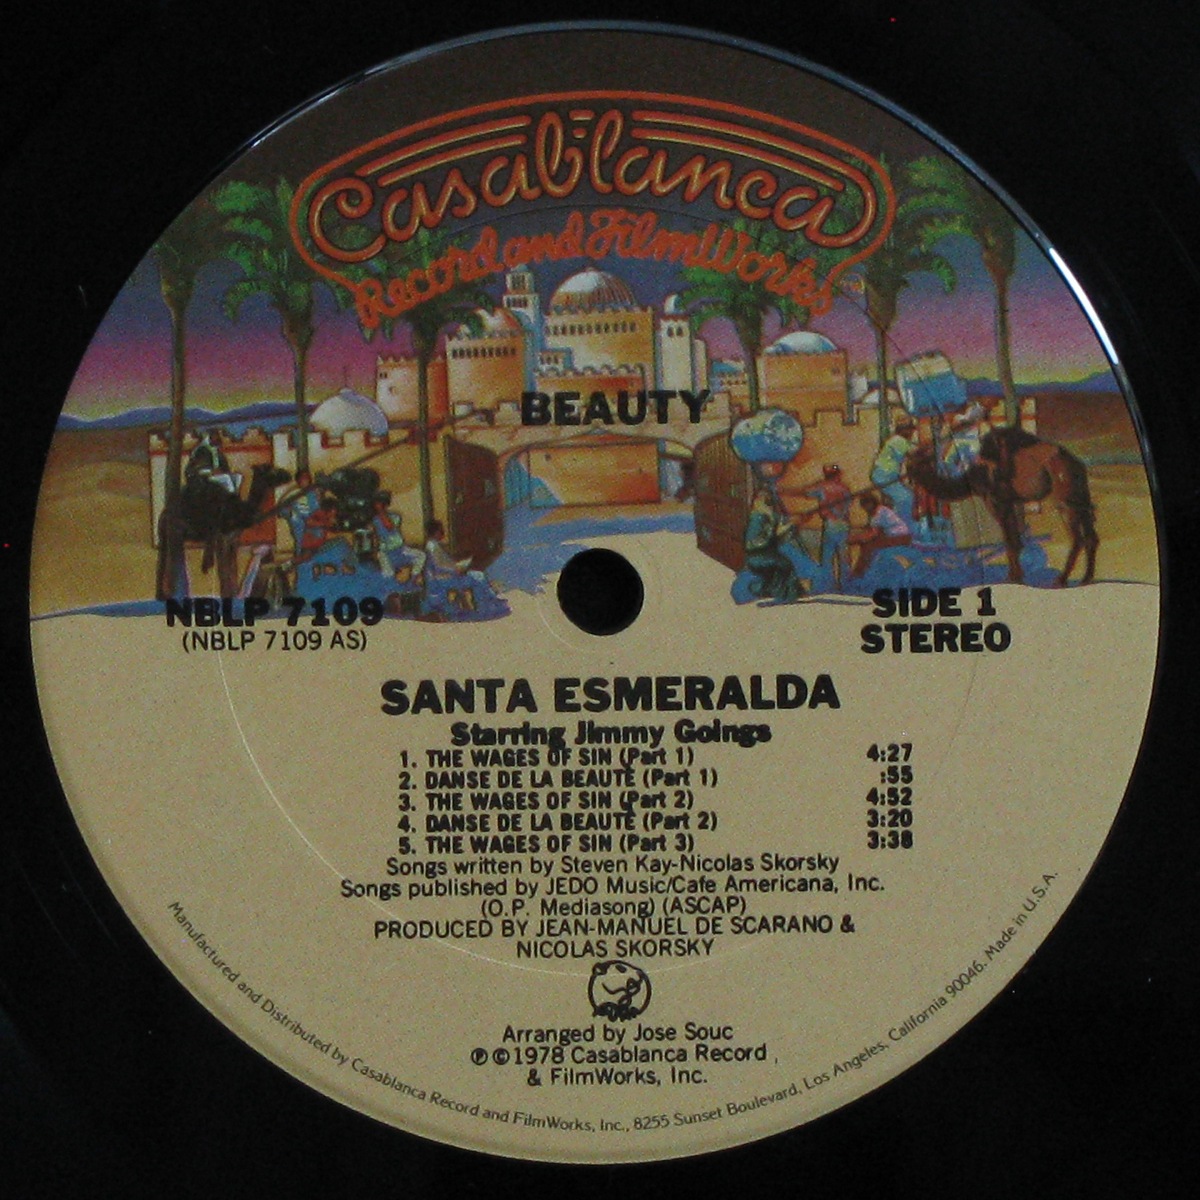 Casablanca
Record and FilmWorks
BEAUTY
NBLP 7109
(NBLP 7109 AS)
SIDE 1
STEREO
SANTA ESMERALDA
Starring Jimmy Goings
1. THE WAGES OF SIN (Part 1) 4:27
2. DANSE DE LA BEAUTÉ (Part 1) :55
3. THE WAGES OF SIN (Part 2) 4:52
4. DANSE DE LA BEAUTÉ (Part 2) 3:20
5. THE WAGES OF SIN (Part 3) 3:38
Songs written by Steven Kay-Nicolas Skorsky
Songs published by JEDO Music/Cafe Americana, Inc.
(O.P. Mediasong) (ASCAP)
PRODUCED BY JEAN-MANUEL DE SCARANO &
NICOLAS SKORSKY
Arranged by Jose Souc
℗©1978 Casablanca Record
& FilmWorks, Inc.
Manufactured and Distributed by Casablanca Record and FilmWorks, Inc., 8255 Sunset Boulevard, Los Angeles, California 90046. Made in U.S.A.